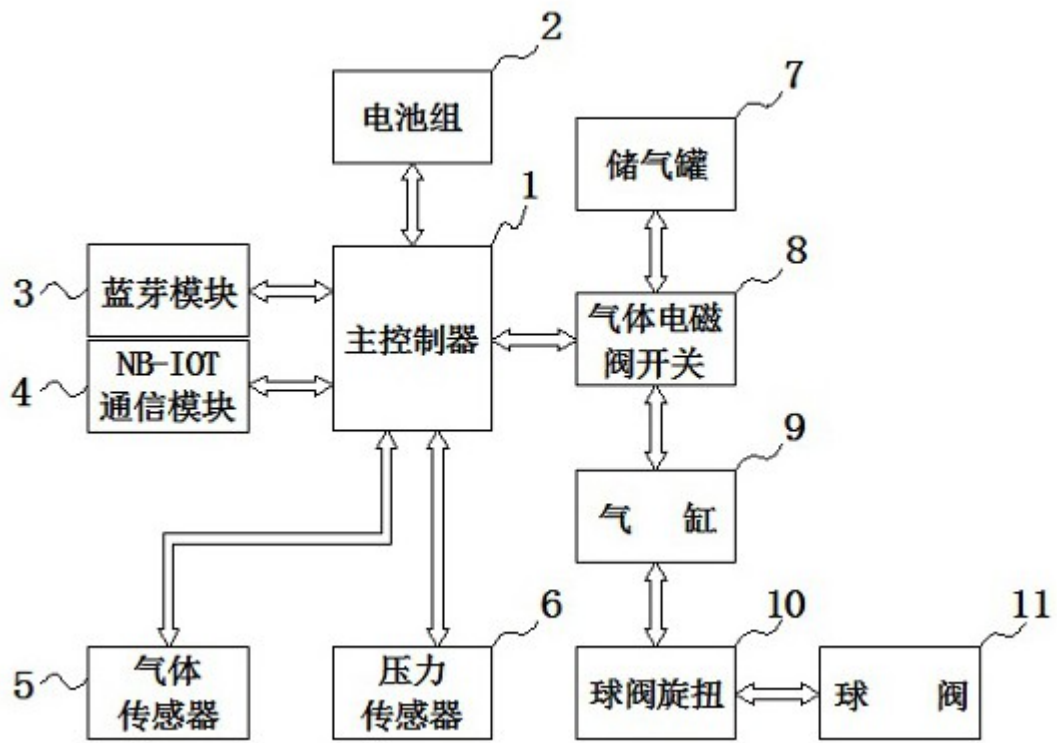 2
电池组
7
储气罐
1
3
蓝芽模块
主控制器
8
气体电磁
阀开关
4
NB-IOT
通信模块
9
气 缸
5
气体
传感器
6
压力
传感器
10
球阀旋扭
11
球 阀